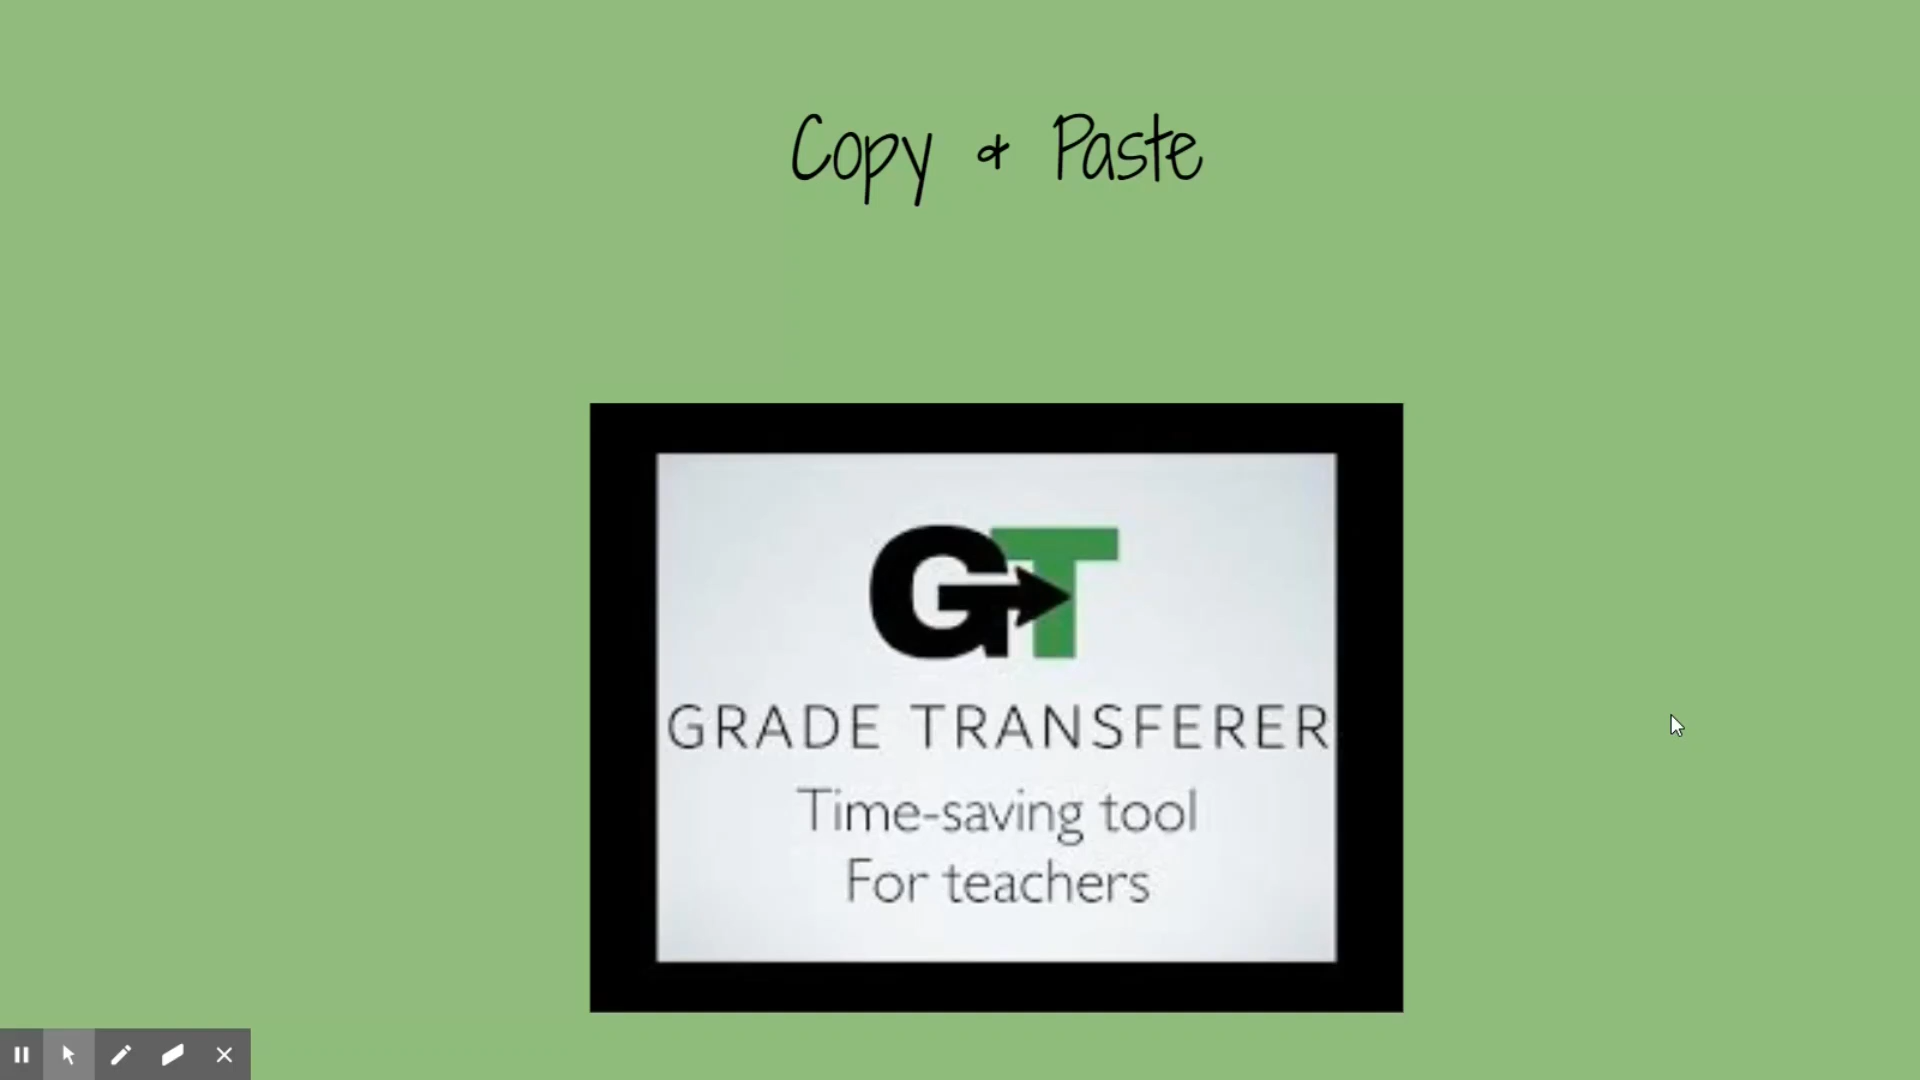 Copy & Paste
GT
GRADE TRANSFERER
Time-saving tool
For teachers